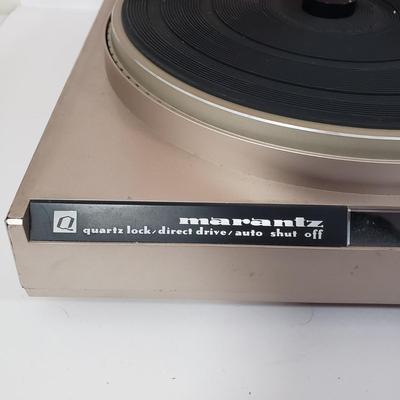 Q
marantz
quartz lock/direct drive/auto shut off